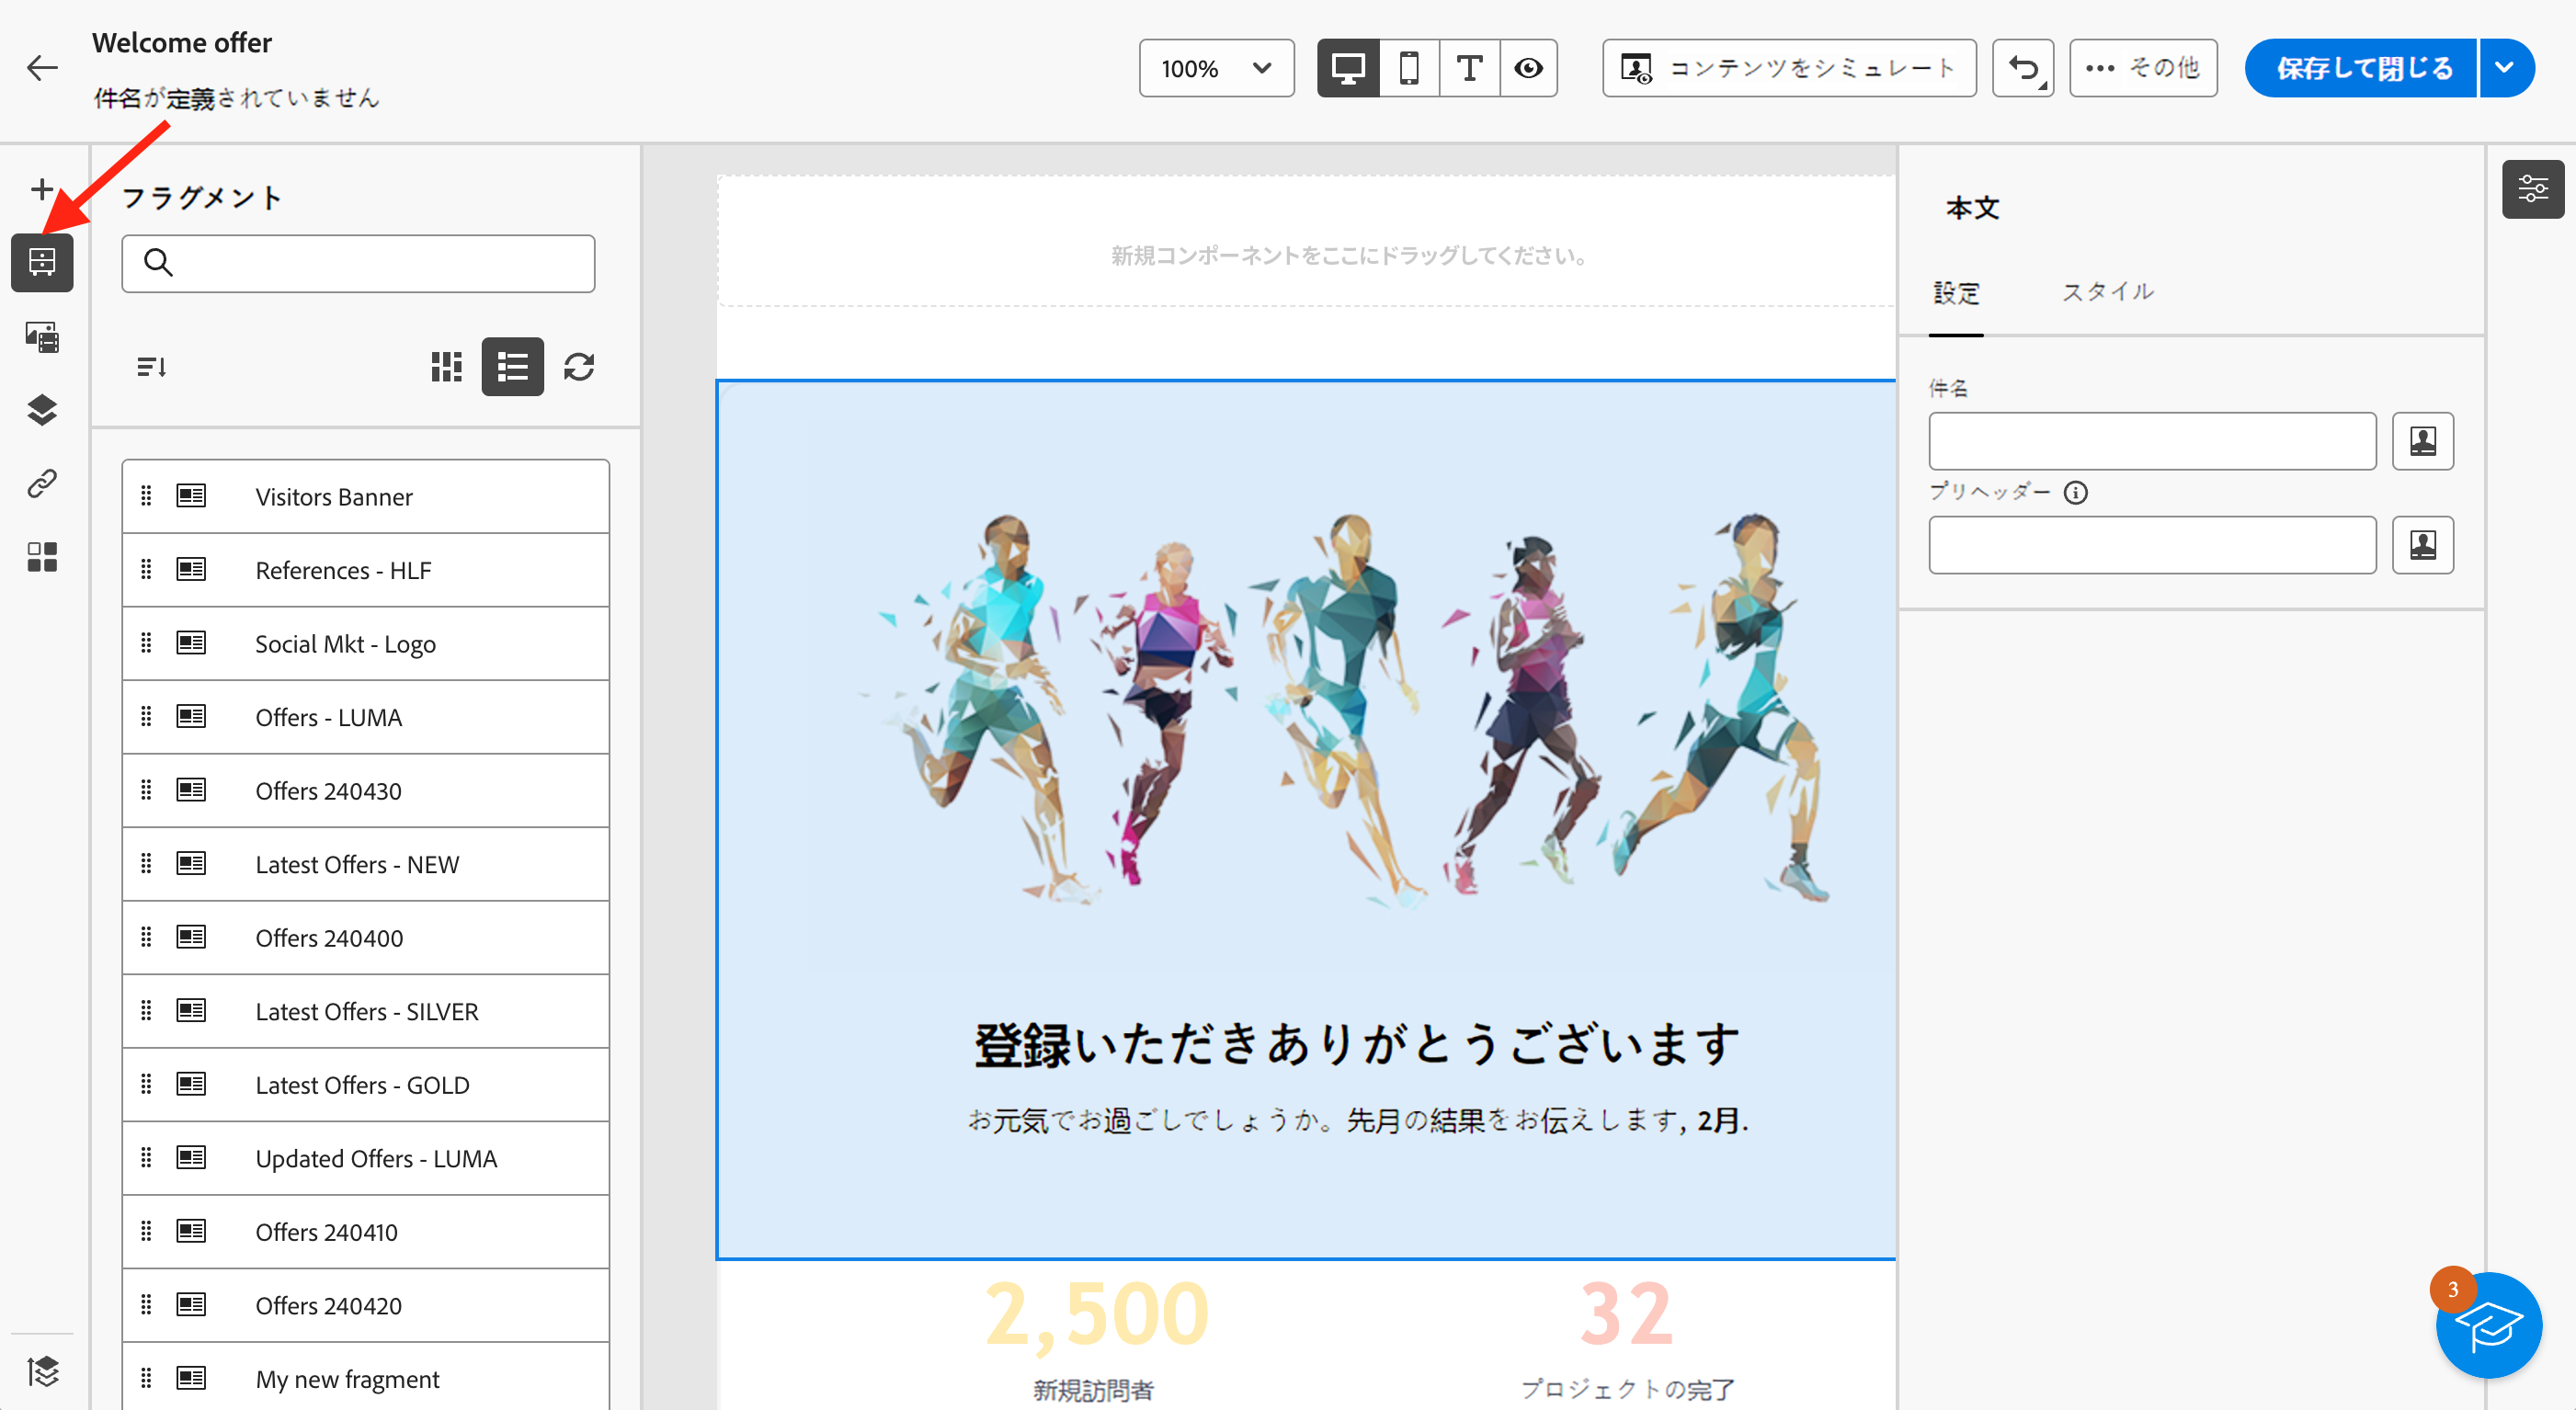 Welcome offer
件名が定義されていません
100%
コンテンツをシミュレート
その他
保存して閉じる
フラグメント
Visitors Banner
References - HLF
Social Mkt - Logo
Offers - LUMA
Offers 240430
Latest Offers - NEW
Offers 240400
Latest Offers - SILVER
Latest Offers - GOLD
Updated Offers - LUMA
Offers 240410
Offers 240420
My new fragment
新規コンポーネントをここにドラッグしてください。
登録いただきありがとうございます
お元気でお過ごしでしょうか。先月の結果をお伝えします, 2月.
2,500
新規訪問者
32
プロジェクトの完了
本文
設定
スタイル
件名
プリヘッダー
3